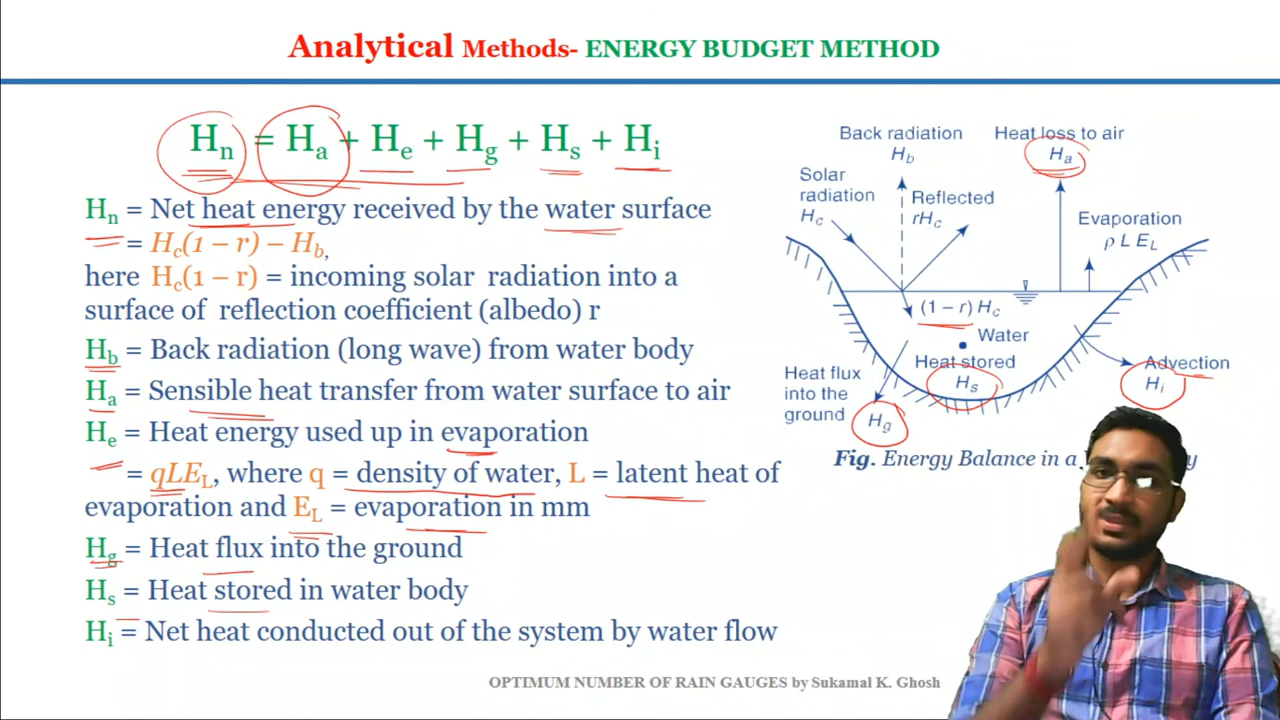 Analytical Methods- ENERGY BUDGET METHOD
Hn = Ha + He + Hg + Hs + Hi
Hn = Net heat energy received by the water surface
= Hc(1 – r) – Hb,
here Hc(1 – r) = incoming solar radiation into a
surface of reflection coefficient (albedo) r
Hb = Back radiation (long wave) from water body
Ha = Sensible heat transfer from water surface to air
He = Heat energy used up in evaporation
= qLEL, where q = density of water, L = latent heat of
evaporation and EL = evaporation in mm
Hg = Heat flux into the ground
Hs = Heat stored in water body
Hi = Net heat conducted out of the system by water flow
Back radiation
Hb
Heat loss to air
Ha
Solar
radiation
Hc
Reflected
rHc
Evaporation
ρ L EL
(1 – r) Hc
Water
Heat stored
Hs
Heat flux
into the
ground
Hg
Advection
Hi
Fig. Energy Balance in a
OPTIMUM NUMBER OF RAIN GAUGES by Sukamal K. Ghosh